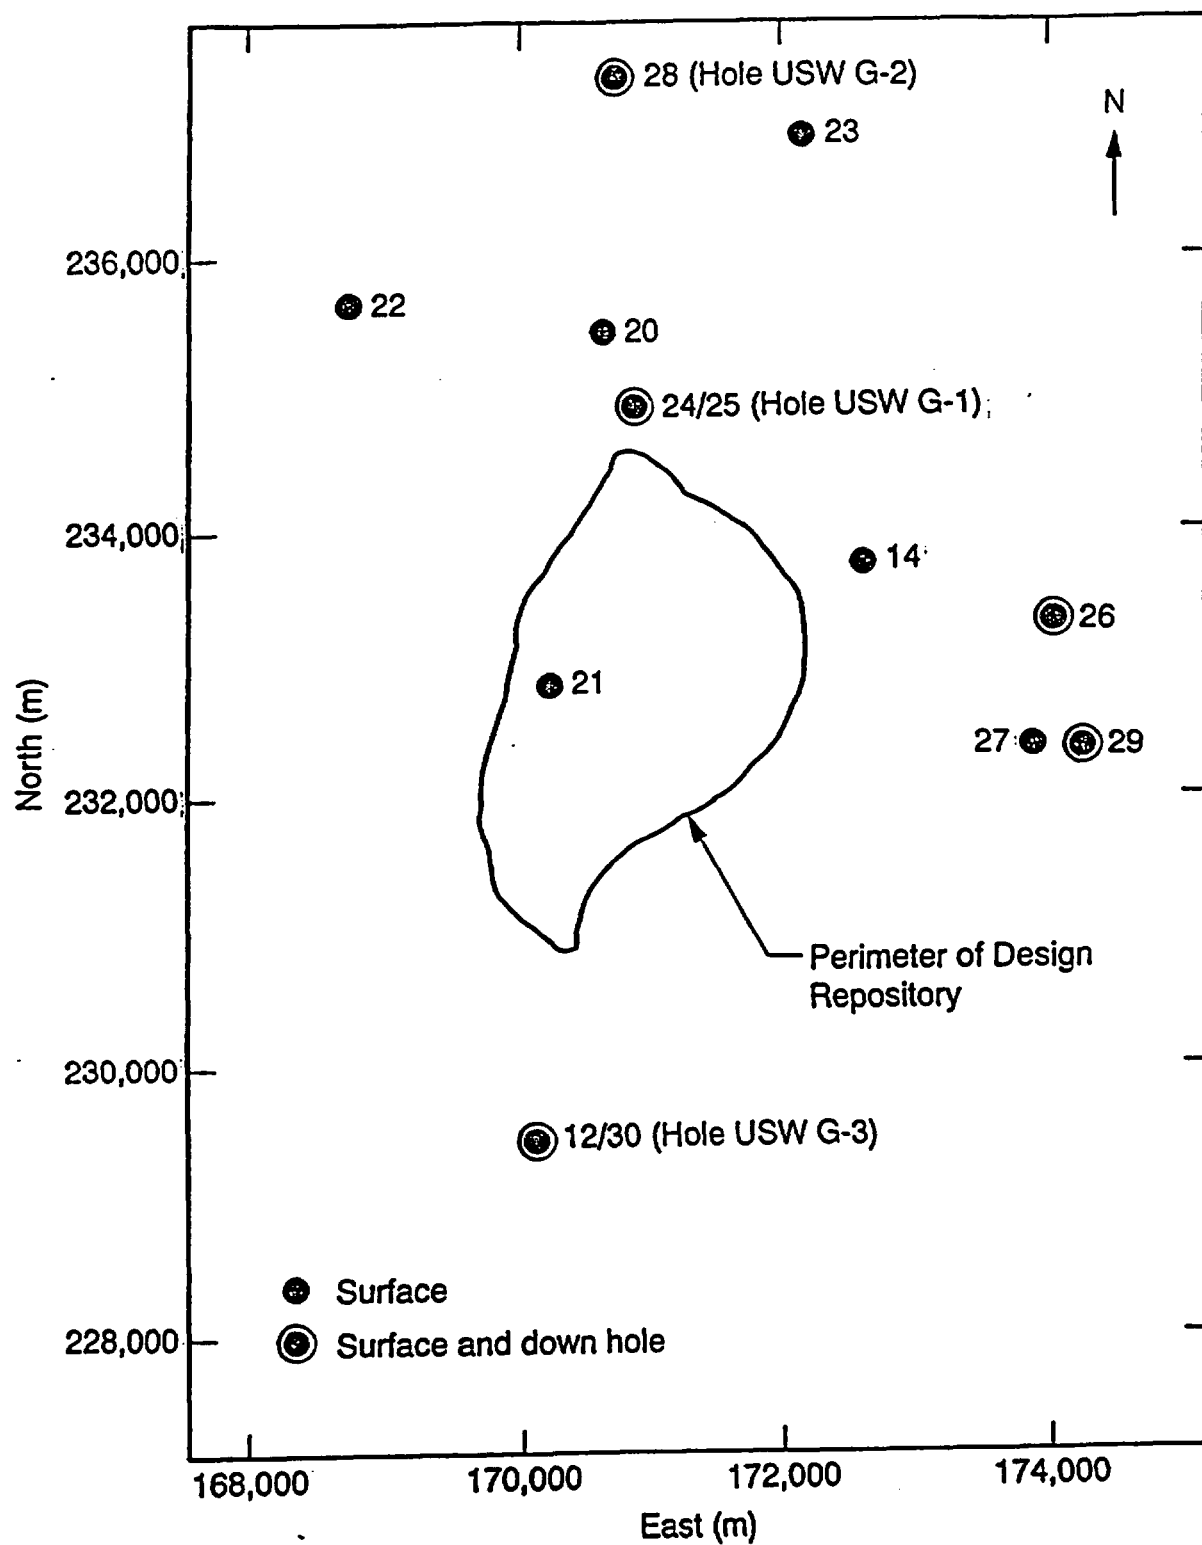 28 (Hole USW G-2)
23
N
236,000
22
20
24/25 (Hole USW G-1)
234,000
14
26
21
27
29
North (m)
232,000
Perimeter of Design
Repository
230,000
12/30 (Hole USW G-3)
Surface
228,000
Surface and down hole
168,000
170,000
172,000
174,000
East (m)